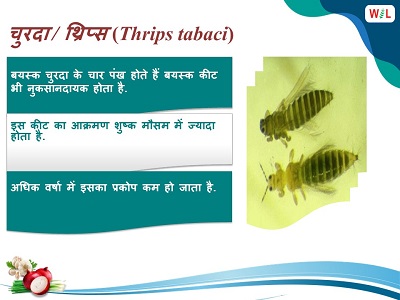 W L
चुरदा/ थ्रिप्स (Thrips tabaci)
बयस्क चुरदा के चार पंख होते हैं बयस्क कीट
भी नुकसानदायक होता है.
इस कीट का आक्रमण शुष्क मौसम में ज्यादा
होता है.
अधिक वर्षा में इसका प्रकोप कम हो जाता है.